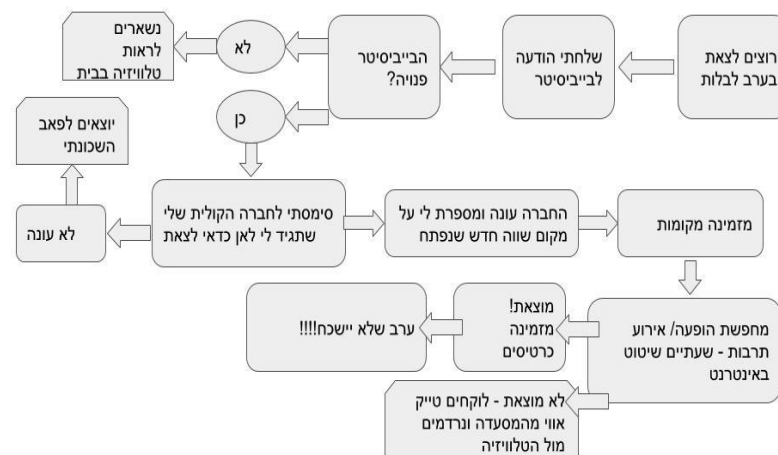 רוצים לצאת
בערב לבלות
שלחתי הודעה
לבייביסיטר
הבייביסיטר
פנויה?
לא
נשארים
לראות
טלוויזיה בבית
כן
סימסתי לחברה הקולית שלי
שתגיד לי לאן כדאי לצאת
לא עונה
יוצאים לפאב
השכונתי
החברה עונה ומספרת לי על
מקום שווה חדש שנפתח
מזמינה מקומות
מחפשת הופעה/ אירוע
תרבות - שעתיים שיטוט
באינטרנט
מוצאת!
מזמינה
כרטיסים
ערב שלא יישכח!!!!
לא מוצאת - לוקחים טייק
אווי מהמסעדה ונרדמים
מול הטלוויזיה